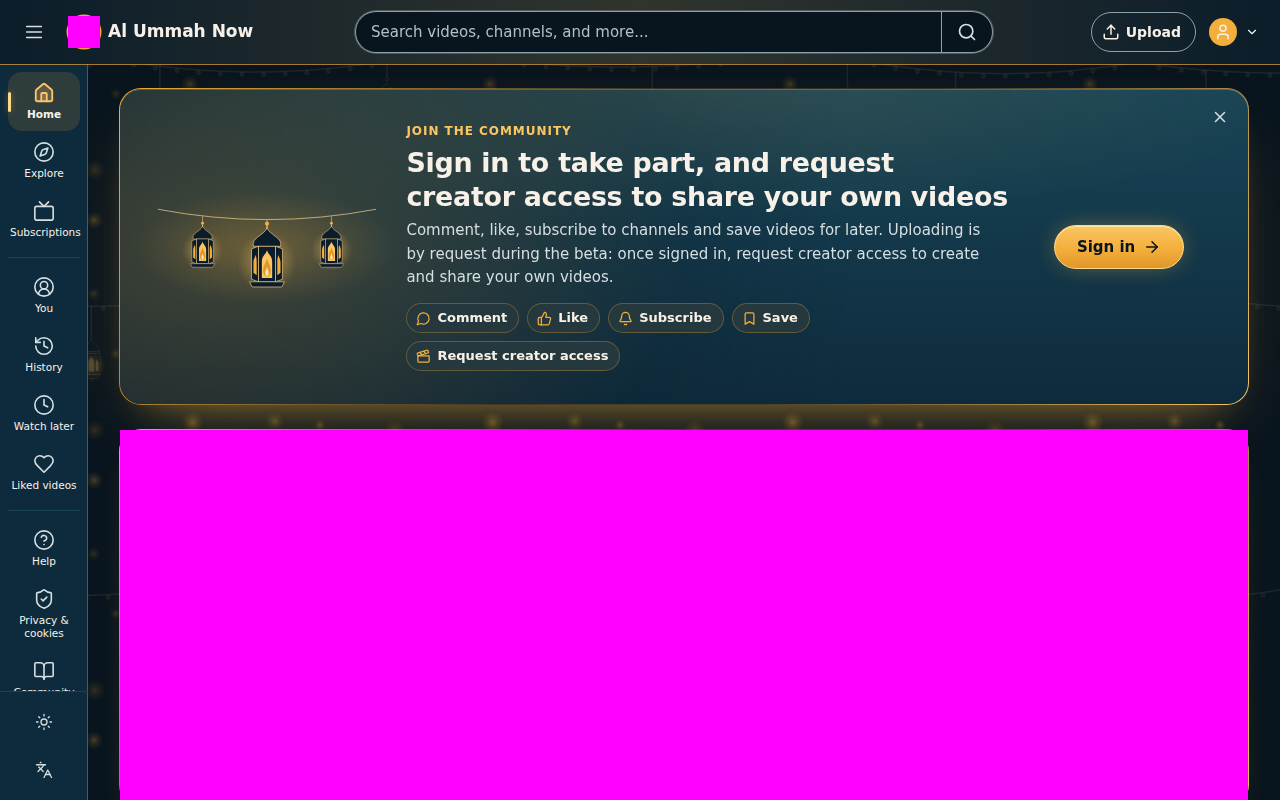 Al Ummah Now
Search videos, channels, and more...
Upload
Home
Explore
Subscriptions
You
History
Watch later
Liked videos
Help
Privacy &
cookies
Community
JOIN THE COMMUNITY
Sign in to take part, and request
creator access to share your own videos
Comment, like, subscribe to channels and save videos for later. Uploading is
by request during the beta: once signed in, request creator access to create
and share your own videos.
Comment
Like
Subscribe
Save
Request creator access
Sign in